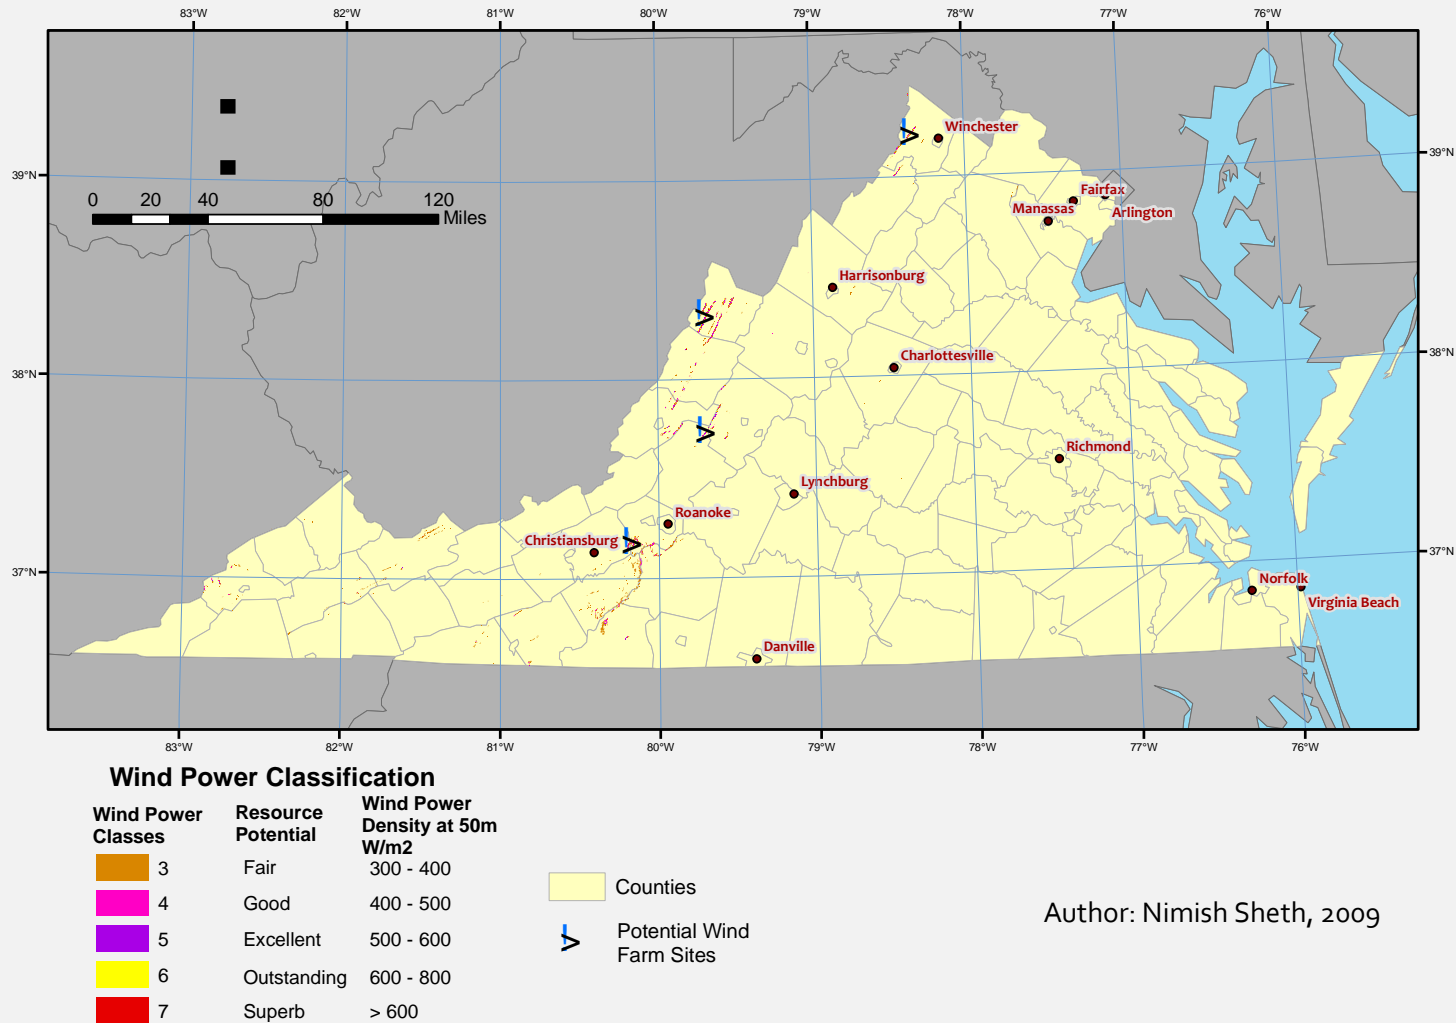 83°W 82°W 81°W 80°W 79°W 78°W 77°W 76°W
Winchester
39°N 39°N
Fairfax
0 20 40 80 120
Miles
Manassas
Arlington
Harrisonburg
Charlottesville
38°N 38°N
Richmond
Lynchburg
Roanoke
Christiansburg
37°N 37°N
Norfolk
Virginia Beach
Danville
83°W 82°W 81°W 80°W 79°W 78°W 77°W 76°W
Wind Power Classification
Wind Power
Classes
Resource
Potential
Wind Power
Density at 50m
W/m2
3 Fair 300 - 400
4 Good 400 - 500
5 Excellent 500 - 600
6 Outstanding 600 - 800
7 Superb > 600
Counties
Potential Wind
Farm Sites
Author: Nimish Sheth, 2009